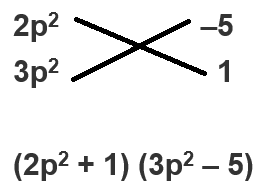 2p² –5
3p² 1
(2p² + 1) (3p² – 5)